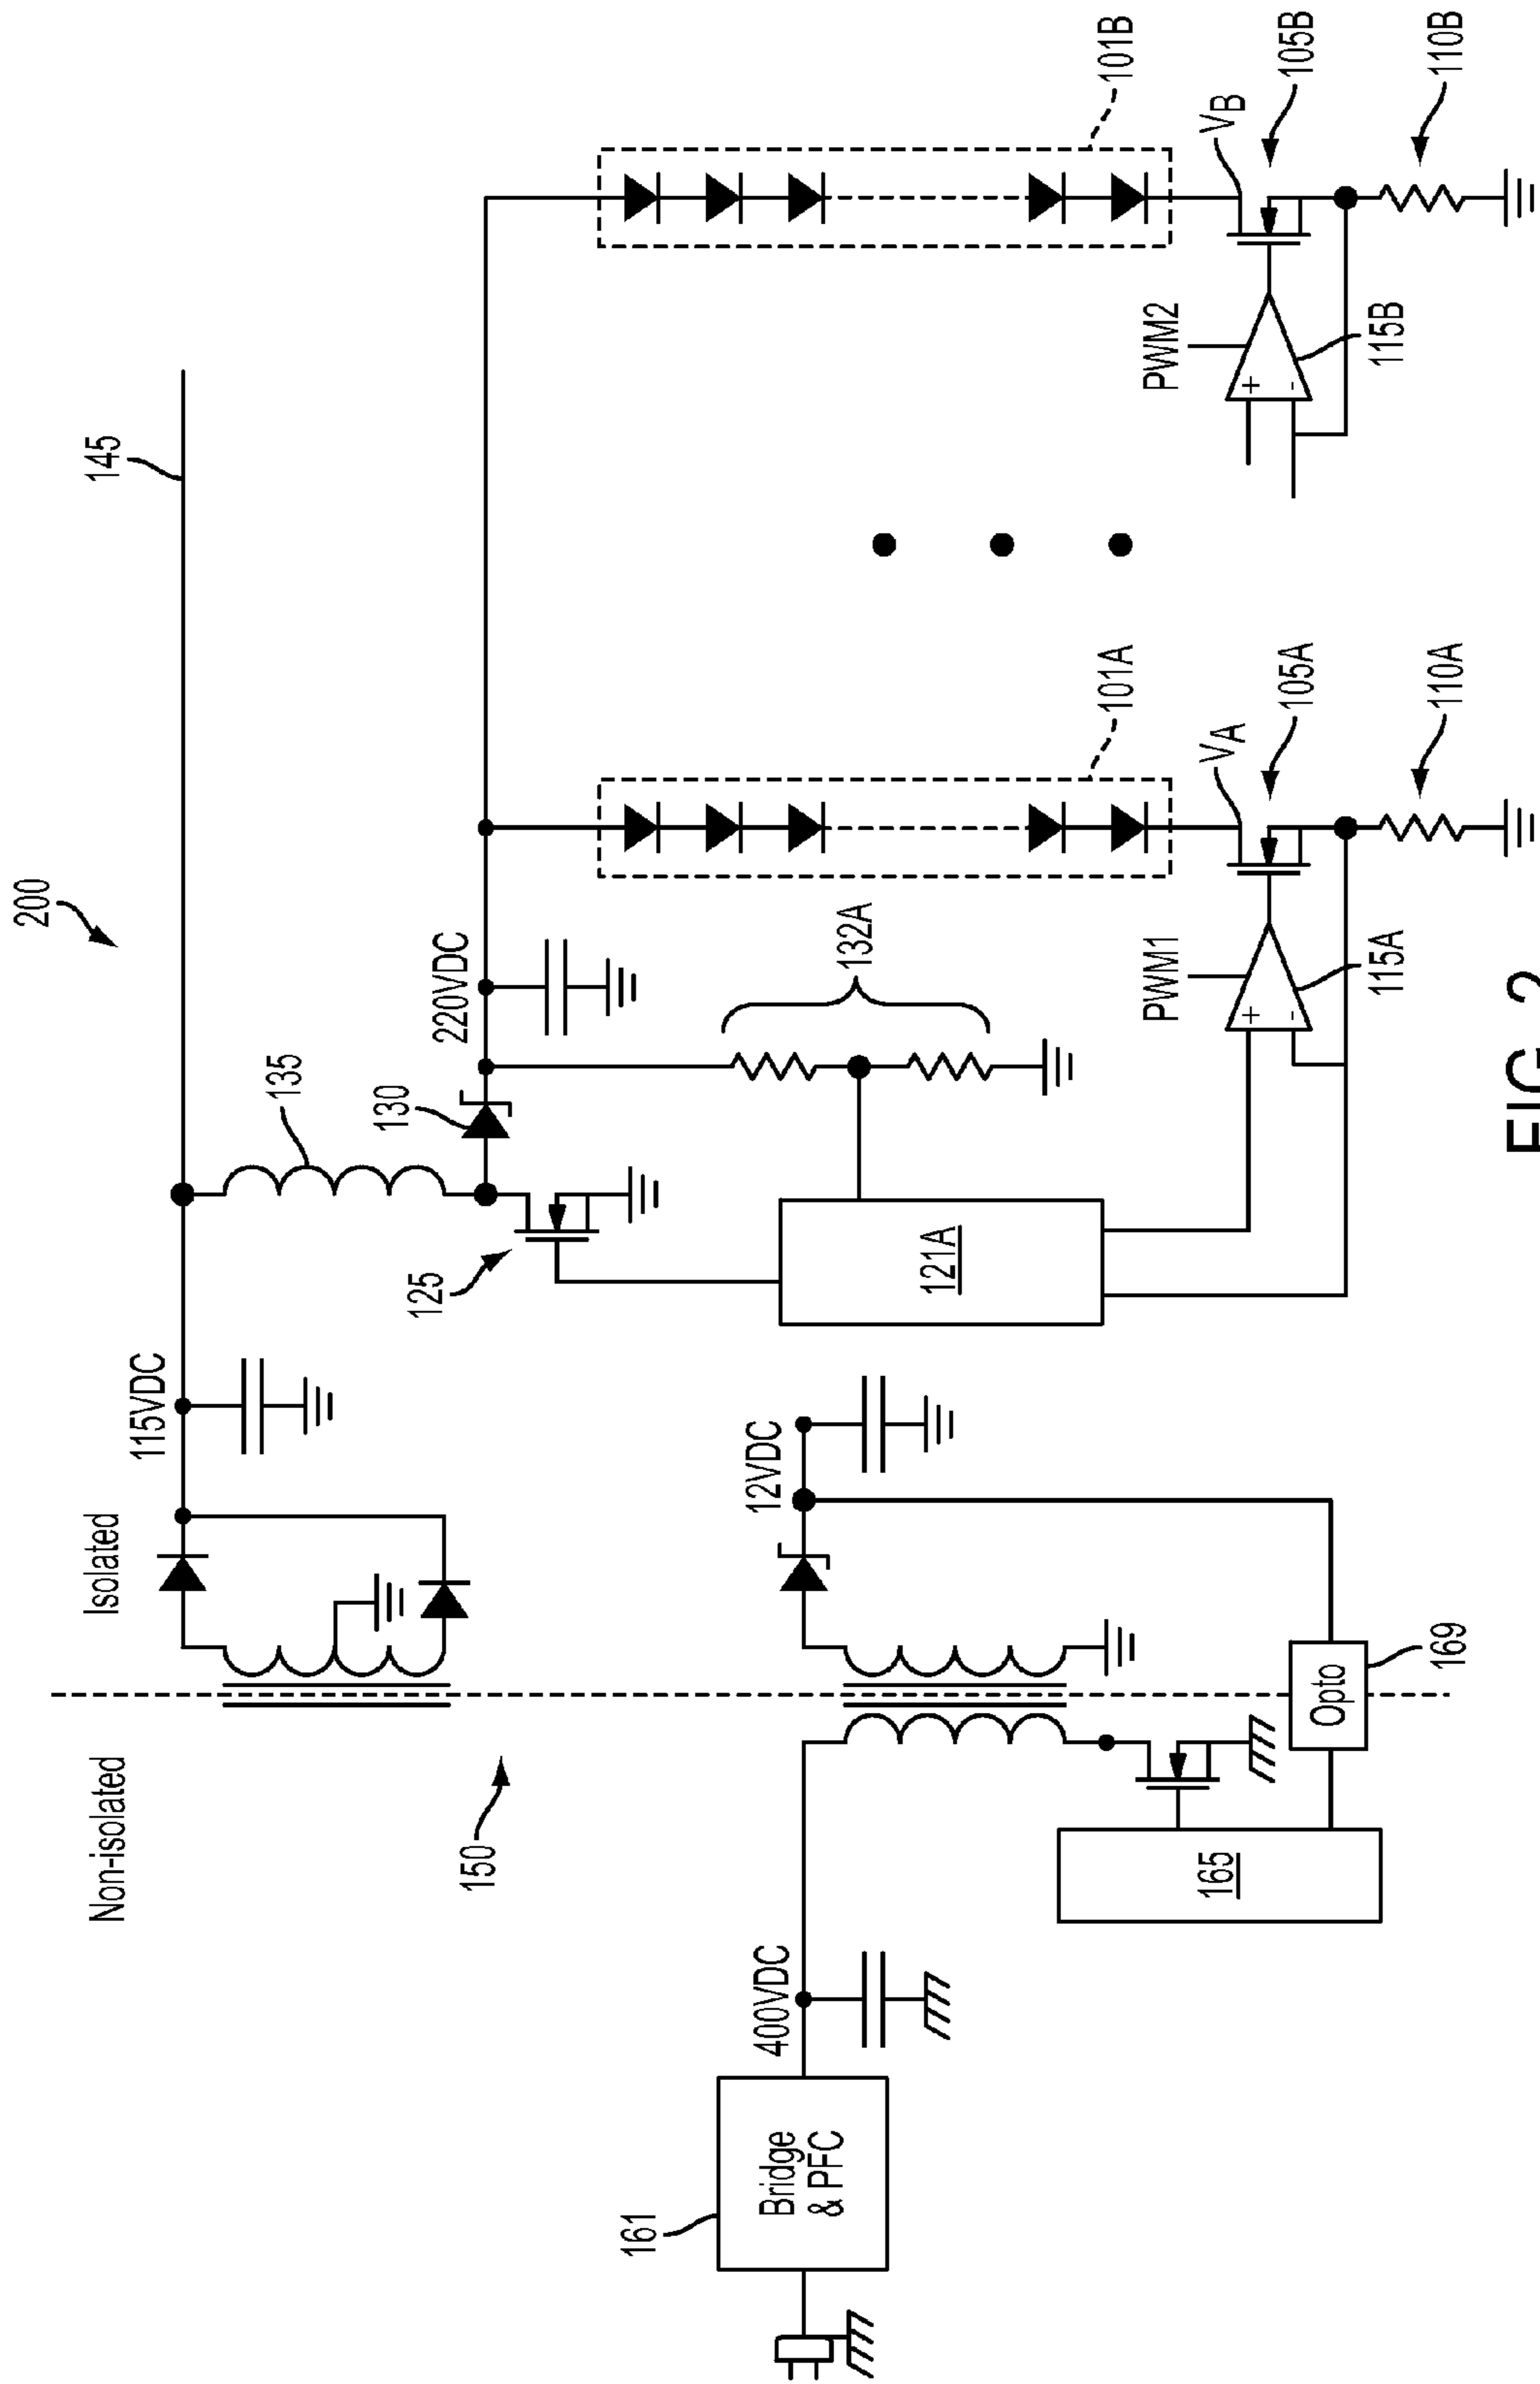 200
Non-isolated
Isolated
115VDC
145
135
150
125
130
220VDC
161
Bridge
& PFC
400VDC
12VDC
165
Opto
169
121A
132A
101A
101B
PWM1
+
-
115A
VA
105A
110A
PWM2
+
-
115B
VB
105B
110B
FIG. 2